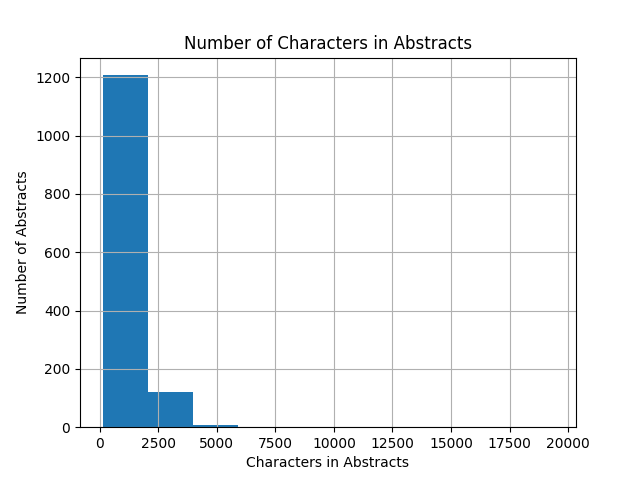 Number of Characters in Abstracts
1200
1000
800
600
400
200
0
Number of Abstracts
0 2500 5000 7500 10000 12500 15000 17500 20000
Characters in Abstracts